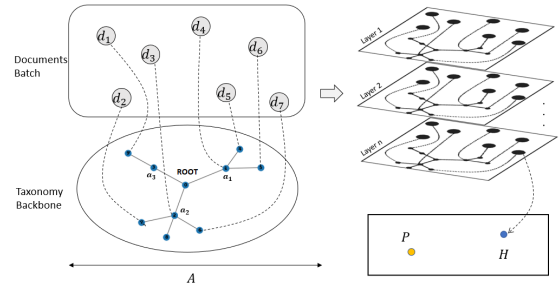 d1
d2
d3
d4
d5
d6
d7
Documents
Batch
Taxonomy
Backbone
ROOT
a1
a2
a3
A
Layer 1
Layer 2
Layer n
P
H